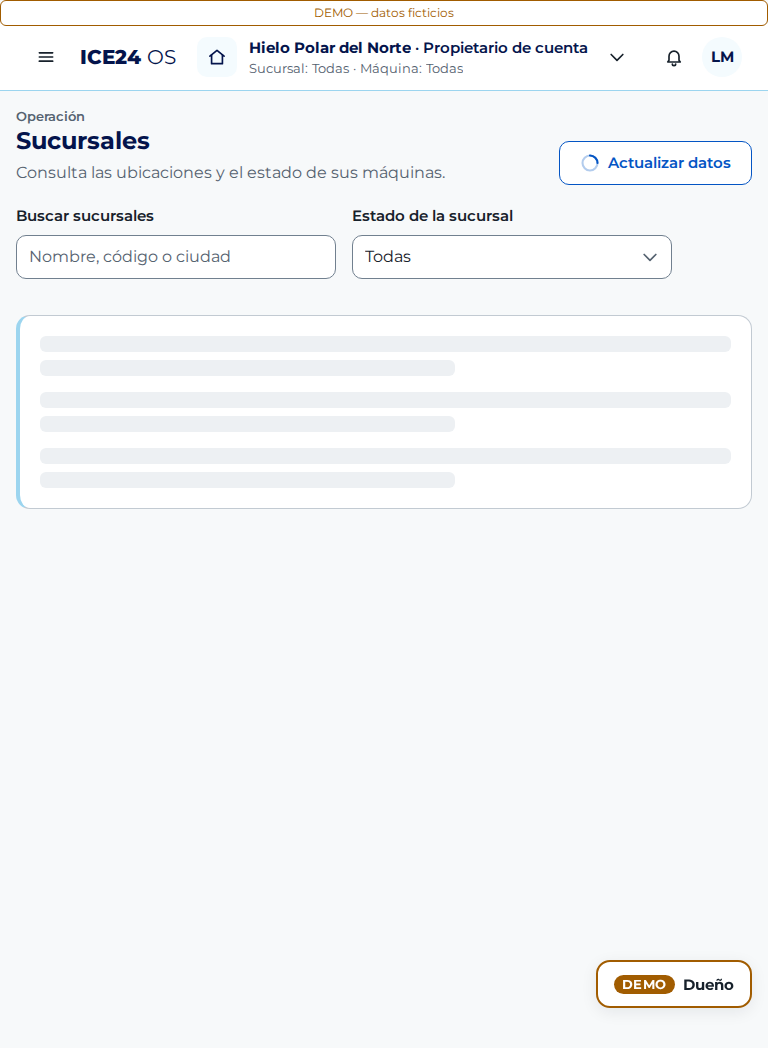 DEMO — datos ficticios
ICE24 OS
Hielo Polar del Norte · Propietario de cuenta
Sucursal: Todas · Máquina: Todas
LM
Operación
Sucursales
Consulta las ubicaciones y el estado de sus máquinas.
Actualizar datos
Buscar sucursales
Estado de la sucursal
Nombre, código o ciudad
Todas
DEMO Dueño